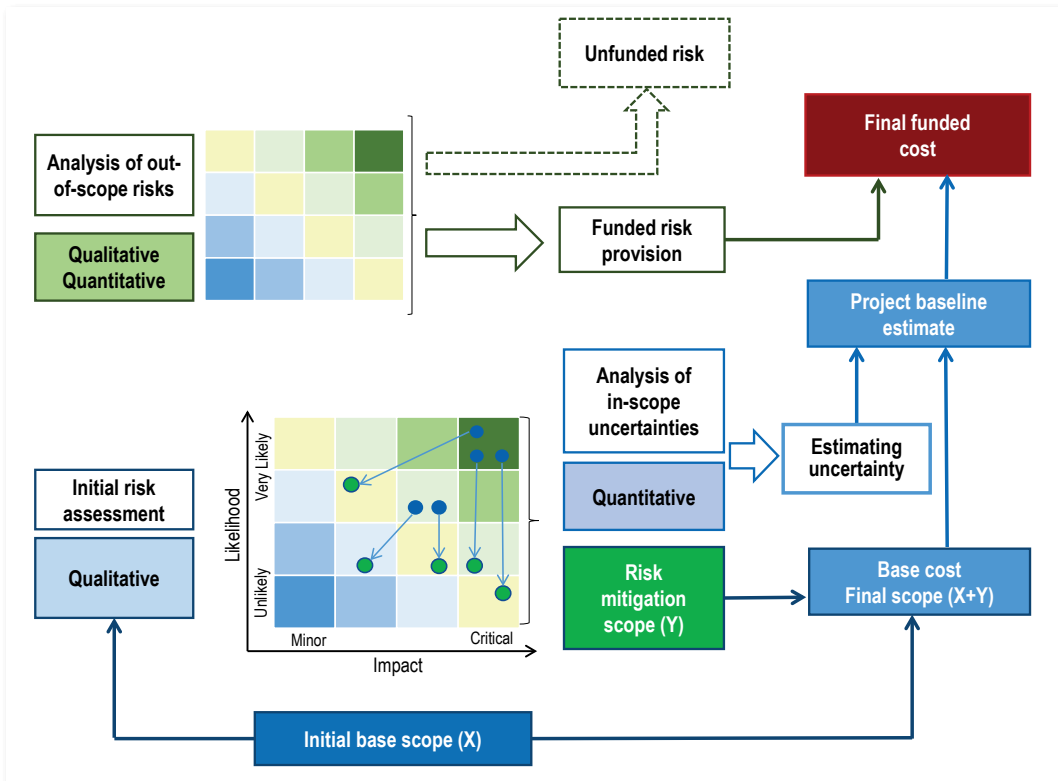 Unfunded risk
Final funded
cost
Analysis of out-
of-scope risks
Qualitative
Quantitative
Funded risk
provision
Project baseline
estimate
Analysis of
in-scope
uncertainties
Quantitative
Estimating
uncertainty
Initial risk
assessment
Qualitative
Likelihood
Very Likely
Unlikely
Minor
Critical
Impact
Risk
mitigation
scope (Y)
Base cost
Final scope (X+Y)
Initial base scope (X)